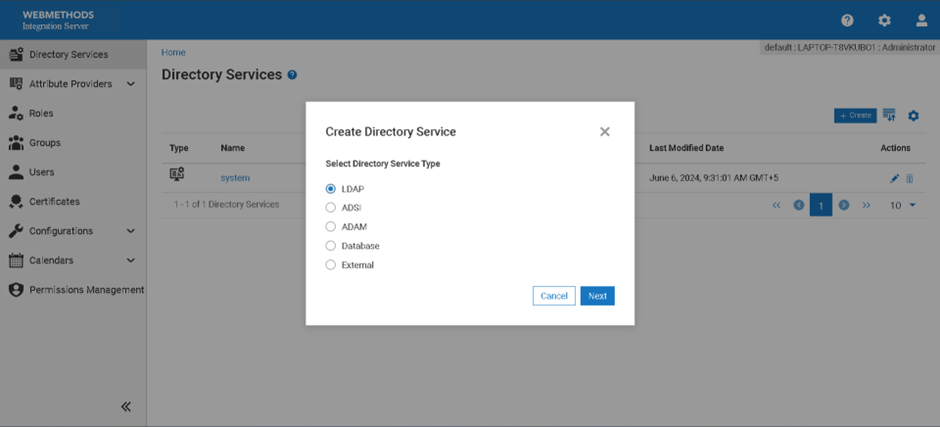 WEBMETHODS
Integration Server
default : LAPTOP-T8VKUBO1 : Administrator
Directory Services
Attribute Providers
Roles
Groups
Users
Certificates
Configurations
Calendars
Permissions Management
Home
Directory Services
+ Create
Type Name Last Modified Date Actions
system June 6, 2024, 9:31:01 AM GMT+5
1 - 1 of 1 Directory Services 1 10
Create Directory Service
Select Directory Service Type
LDAP
ADSI
ADAM
Database
External
Cancel Next